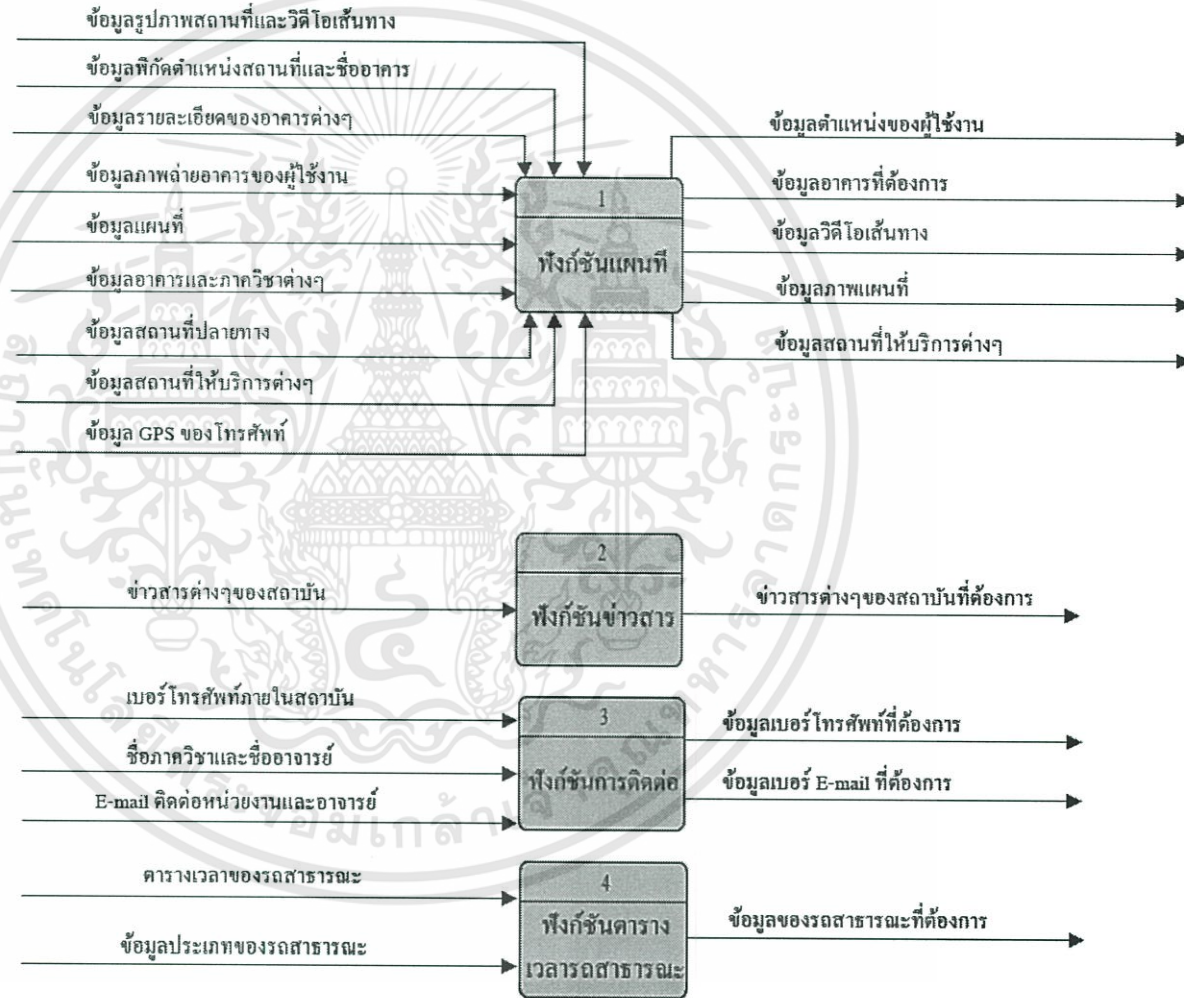 ข้อมูลรูปภาพสถานที่และวิดีโอเส้นทาง
ข้อมูลพิกัดตำแหน่งสถานที่และชื่ออาคาร
ข้อมูลรายละเอียดของอาคารต่างๆ
ข้อมูลภาพถ่ายอาคารของผู้ใช้งาน
ข้อมูลแผนที่
ข้อมูลอาคารและภาควิชาต่างๆ
ข้อมูลสถานที่ปลายทาง
ข้อมูลสถานที่ให้บริการต่างๆ
ข้อมูล GPS ของโทรศัพท์
1
ฟังก์ชันแผนที่
ข้อมูลตำแหน่งของผู้ใช้งาน
ข้อมูลอาคารที่ต้องการ
ข้อมูลวิดีโอเส้นทาง
ข้อมูลภาพแผนที่
ข้อมูลสถานที่ให้บริการต่างๆ
ข่าวสารต่างๆของสถาบัน
2
ฟังก์ชันข่าวสาร
ข่าวสารต่างๆของสถาบันที่ต้องการ
เบอร์โทรศัพท์ภายในสถาบัน
ชื่อภาควิชาและชื่ออาจารย์
E-mail ติดต่อหน่วยงานและอาจารย์
3
ฟังก์ชันการติดต่อ
ข้อมูลเบอร์โทรศัพท์ที่ต้องการ
ข้อมูลเบอร์ E-mail ที่ต้องการ
ตารางเวลาของรถสาธารณะ
ข้อมูลประเภทของรถสาธารณะ
4
ฟังก์ชันตาราง
เวลารถสาธารณะ
ข้อมูลของรถสาธารณะที่ต้องการ